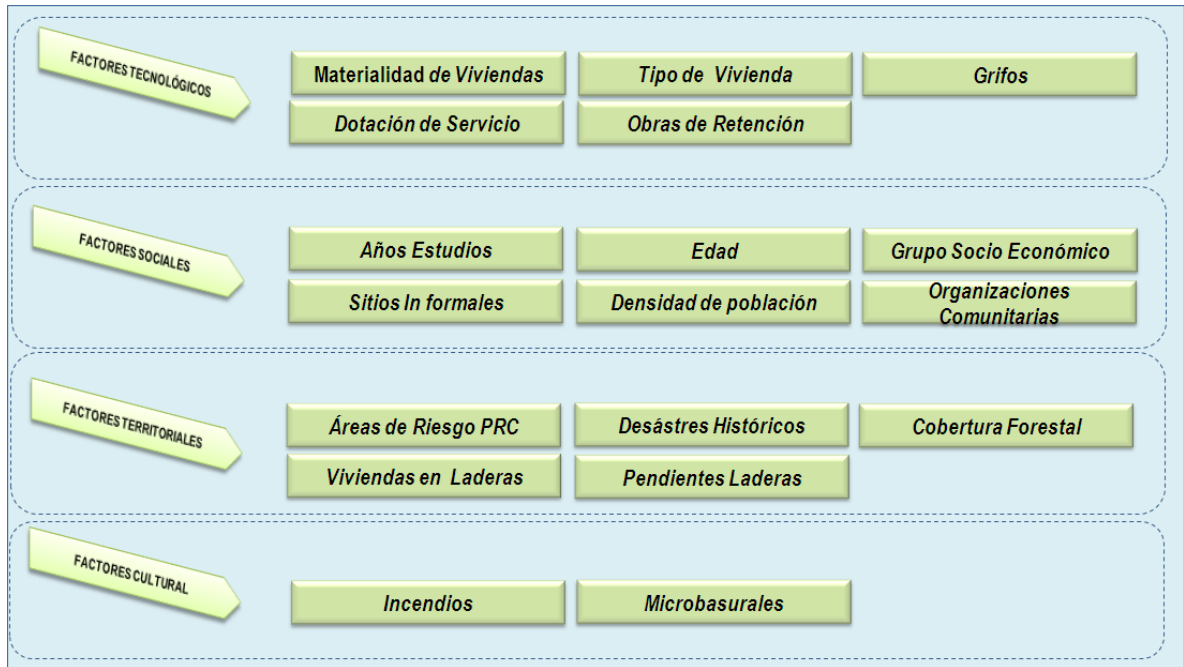 FACTORES TECNOLÓGICOS
Materialidad de Viviendas
Tipo de Vivienda
Grifos
Dotación de Servicio
Obras de Retención
FACTORES SOCIALES
Años Estudios
Edad
Grupo Socio Económico
Sitios In formales
Densidad de población
Organizaciones
Comunitarias
FACTORES TERRITORIALES
Áreas de Riesgo PRC
Desástres Históricos
Cobertura Forestal
Viviendas en Laderas
Pendientes Laderas
FACTORES CULTURAL
Incendios
Microbasurales